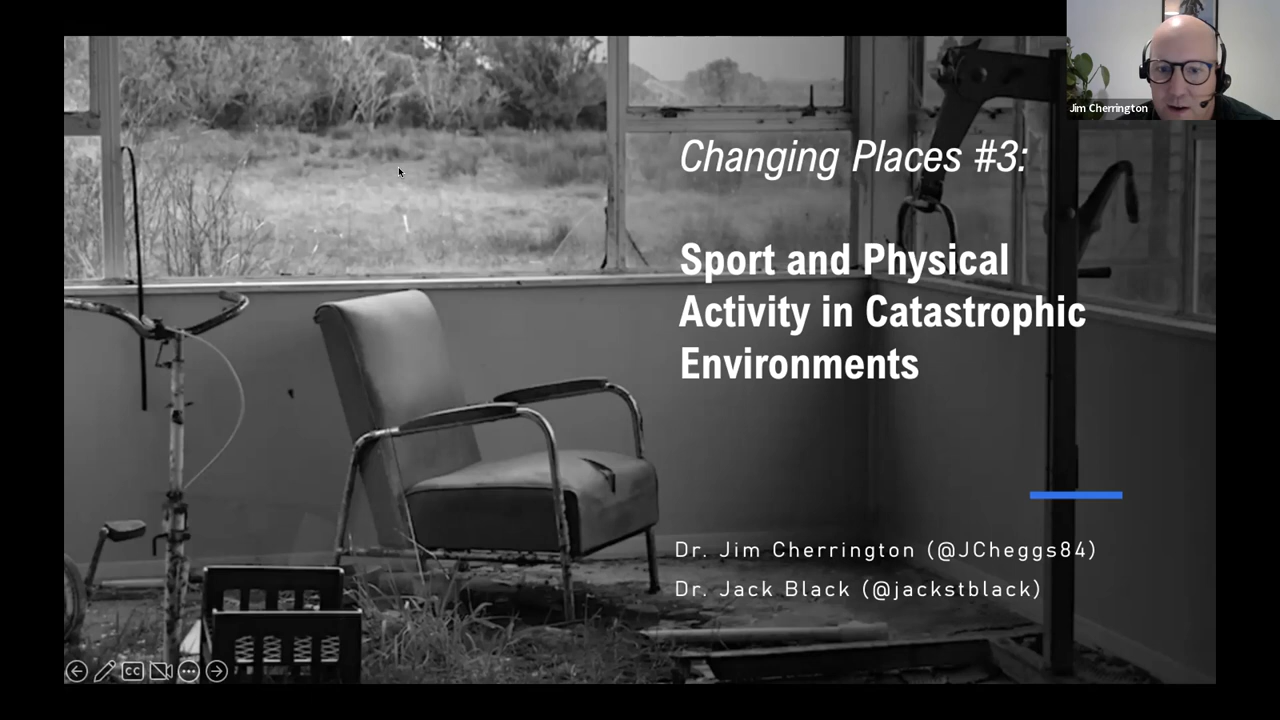 Jim Cherrington
Changing Places #3:
Sport and Physical
Activity in Catastrophic
Environments
Dr. Jim Cherrington (@JCheggs84)
Dr. Jack Black (@jackstblack)
CC